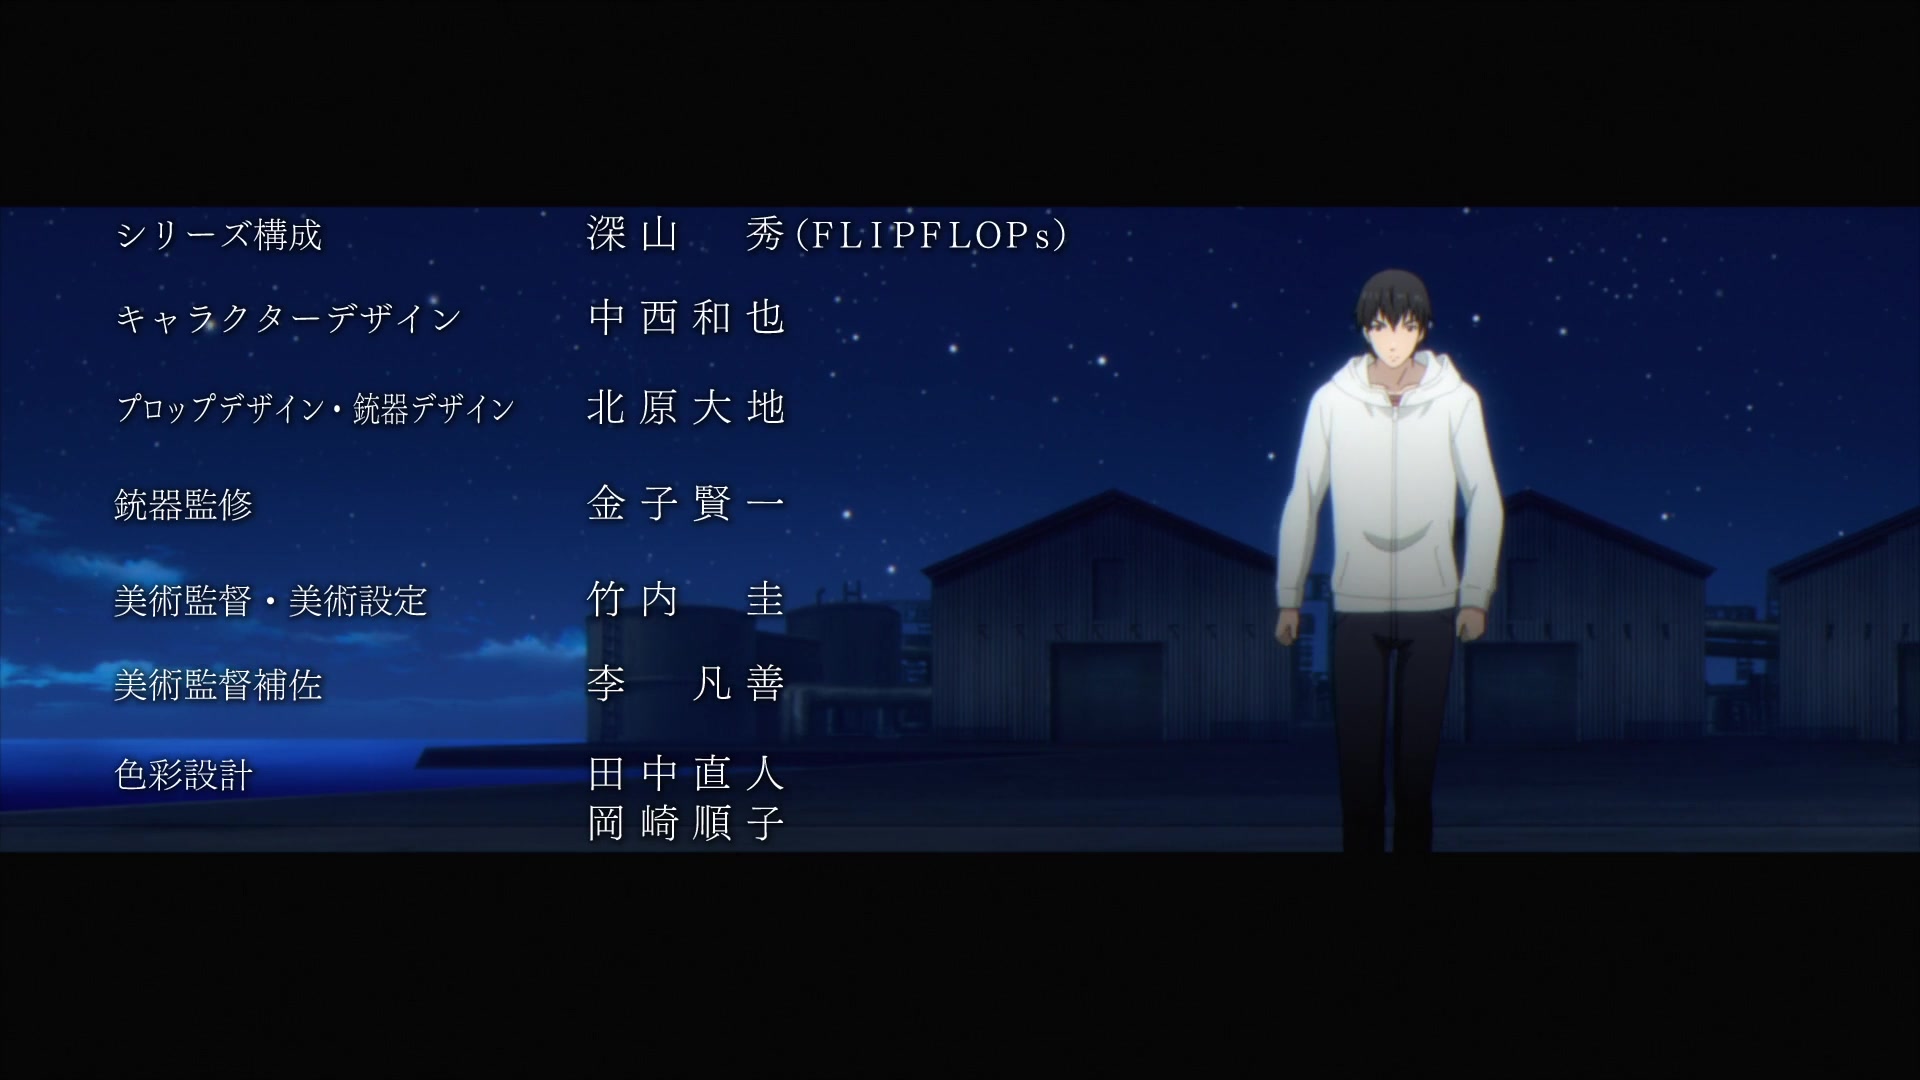 シリーズ構成 深山 秀(FLIPFLOPs)
キャラクターデザイン 中西和也
プロップデザイン・銃器デザイン 北原大地
銃器監修 金子賢一
美術監督・美術設定 竹内 圭
美術監督補佐 李 凡善
色彩設計 田中直人
岡崎順子